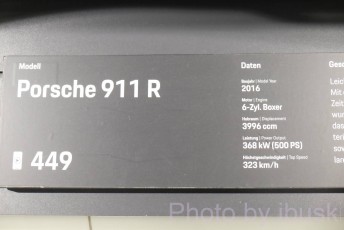 Modell
Porsche 911 R
449
Daten
Baujahr | Model Year
2016
Motor | Engine
6-Zyl. Boxer
Hubraum | Displacement
3996 ccm
Leistung | Power Output
368 kW (500 PS)
Höchstgeschwindigkeit | Top Speed
323 km/h
Photo by ihusk